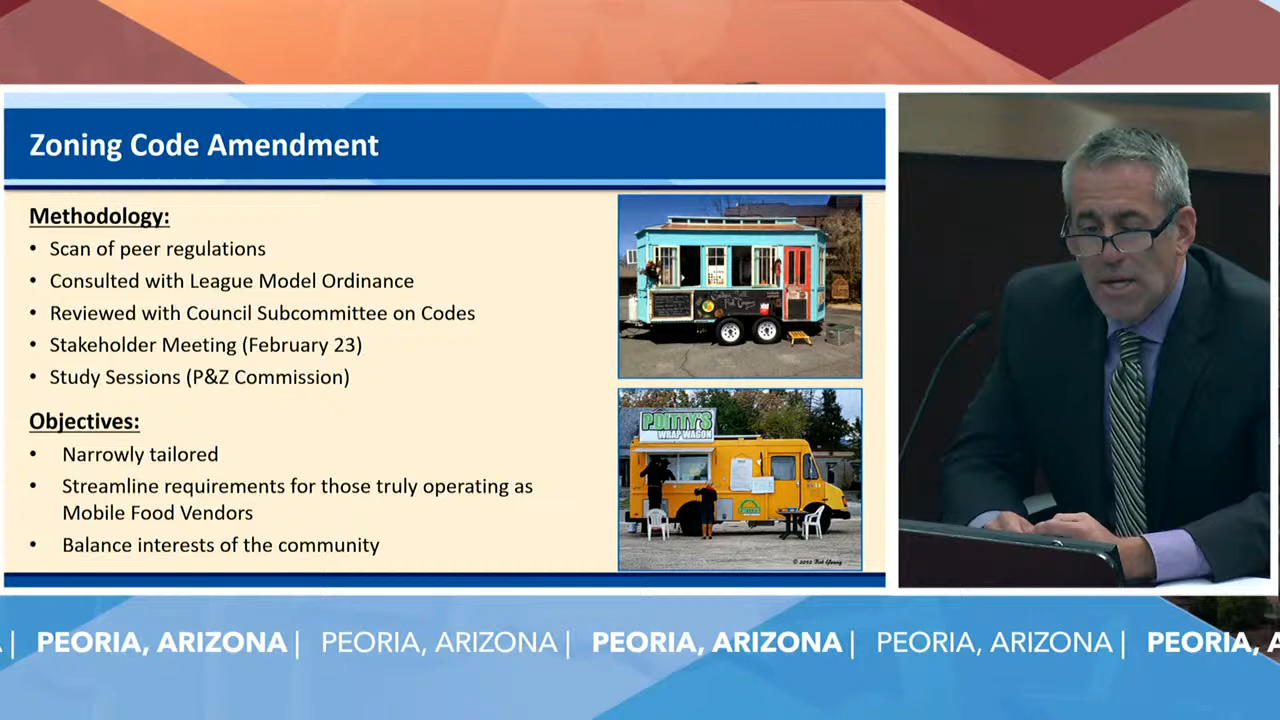 Zoning Code Amendment
Methodology:
• Scan of peer regulations
• Consulted with League Model Ordinance
• Reviewed with Council Subcommittee on Codes
• Stakeholder Meeting (February 23)
• Study Sessions (P&Z Commission)
Objectives:
• Narrowly tailored
• Streamline requirements for those truly operating as
Mobile Food Vendors
• Balance interests of the community
P.DITTY'S
WRAP WAGON
| PEORIA, ARIZONA | PEORIA, ARIZONA | PEORIA, ARIZONA | PEORIA, ARIZONA | PEORIA, A